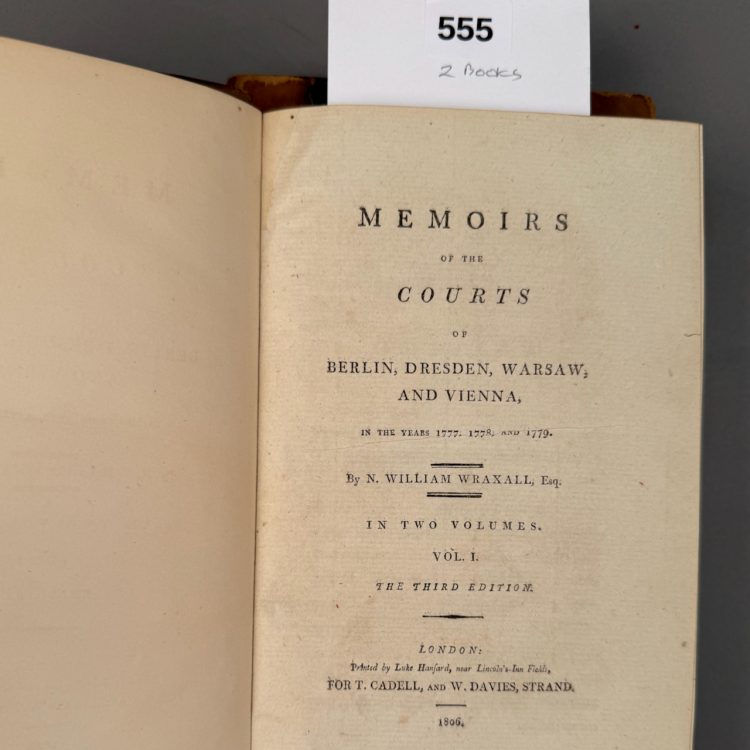 555
2 Books
MEMOIRS
OF THE
COURTS
OF
BERLIN, DRESDEN, WARSAW,
AND VIENNA,
IN THE YEARS 1777, 1778, AND 1779.
By N. WILLIAM WRAXALL, Esq.
IN TWO VOLUMES.
VOL. I.
THE THIRD EDITION.
LONDON:
Printed by Luke Hansard, near Lincoln's-Inn Fields,
FOR T. CADELL, AND W. DAVIES, STRAND.
1806.